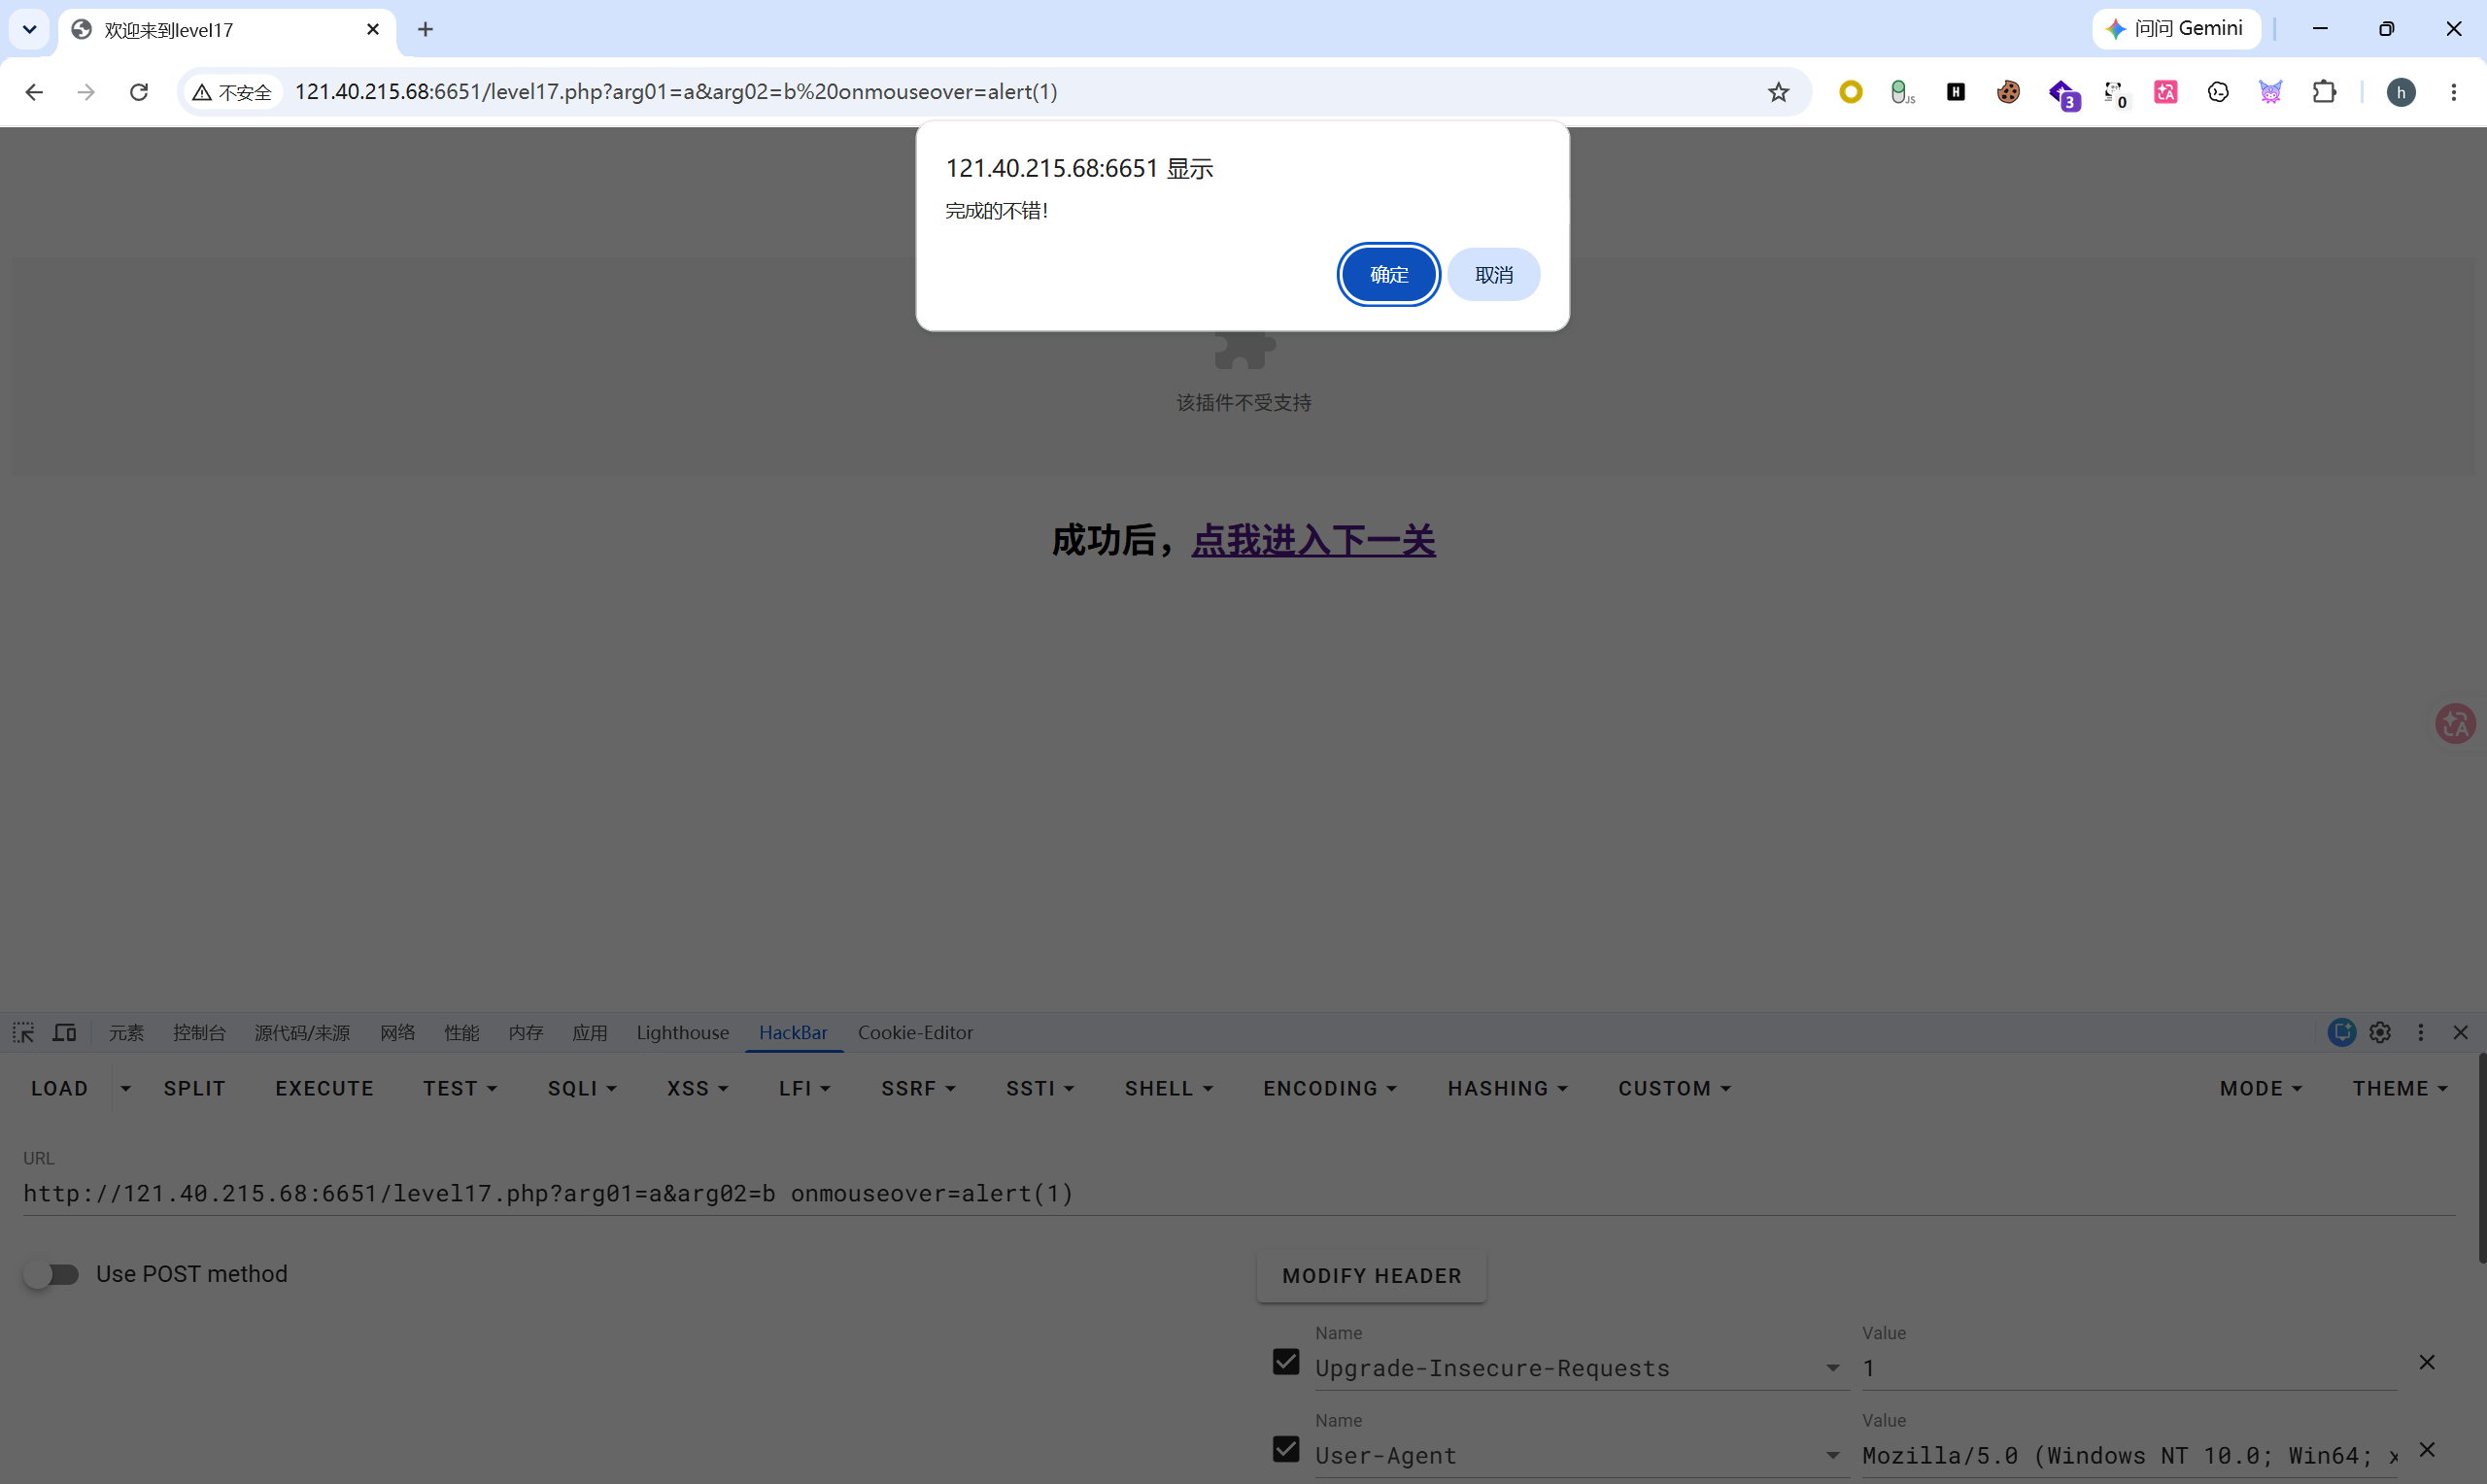 欢迎来到level17
问问 Gemini
不安全
121.40.215.68:6651/level17.php?arg01=a&arg02=b%20onmouseover=alert(1)
JS
H
3
0
h
121.40.215.68:6651 显示
完成的不错!
确定
取消
该插件不受支持
成功后，点我进入下一关
元素 控制台 源代码/来源 网络 性能 内存 应用 Lighthouse HackBar Cookie-Editor
LOAD SPLIT EXECUTE TEST SQLI XSS LFI SSRF SSTI SHELL ENCODING HASHING CUSTOM MODE THEME
URL
http://121.40.215.68:6651/level17.php?arg01=a&arg02=b onmouseover=alert(1)
Use POST method
MODIFY HEADER
Name Value
Upgrade-Insecure-Requests 1
Name Value
User-Agent Mozilla/5.0 (Windows NT 10.0; Win64; x